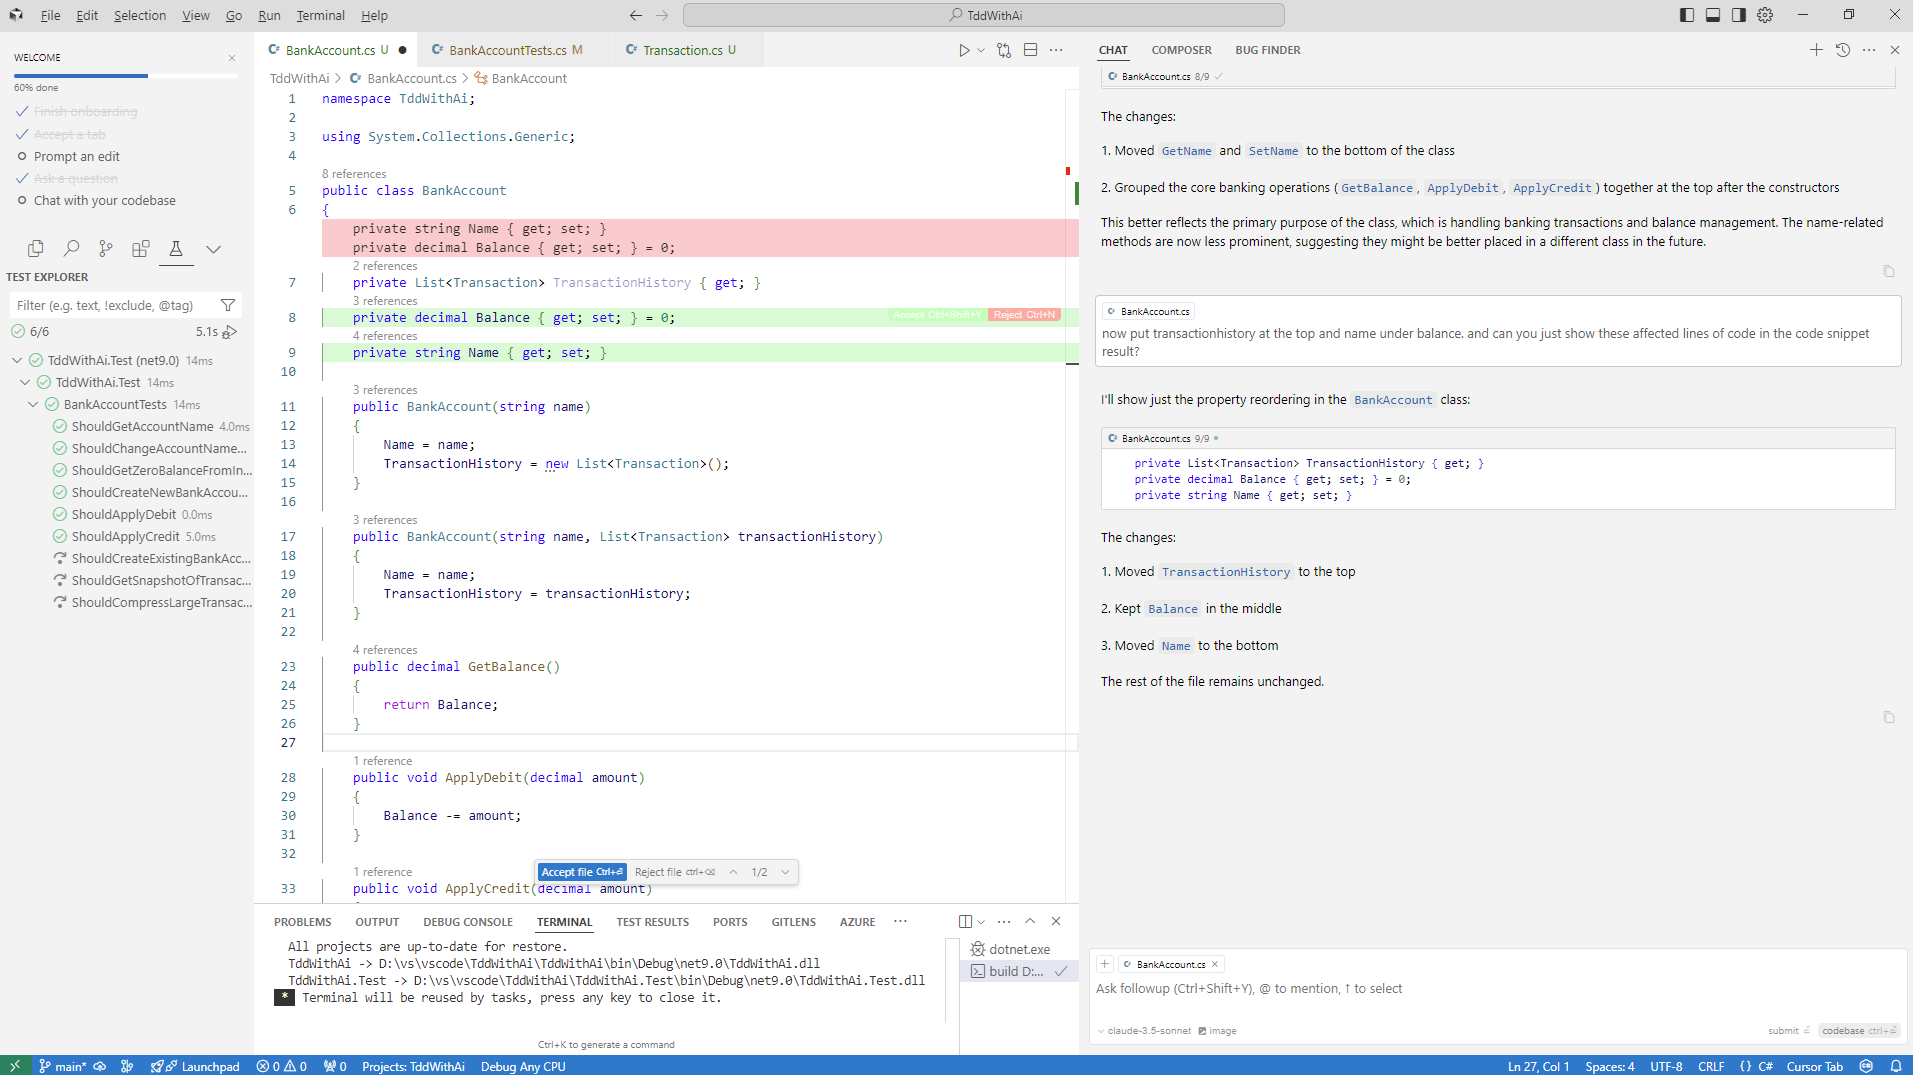 File Edit Selection View Go Run Terminal Help
TddWithAi
WELCOME
60% done
Finish onboarding
Accept a tab
Prompt an edit
Ask a question
Chat with your codebase
TEST EXPLORER
Filter (e.g. text, !exclude, @tag)
6/6 5.1s
TddWithAi.Test (net9.0) 14ms
TddWithAi.Test 14ms
BankAccountTests 14ms
ShouldGetAccountName 4.0ms
ShouldChangeAccountName...
ShouldGetZeroBalanceFromIn...
ShouldCreateNewBankAccou...
ShouldApplyDebit 0.0ms
ShouldApplyCredit 5.0ms
ShouldCreateExistingBankAcc...
ShouldGetSnapshotOfTransac...
ShouldCompressLargeTransac...
BankAccount.cs U BankAccountTests.cs M Transaction.cs U
TddWithAi > BankAccount.cs > BankAccount
1 namespace TddWithAi;
2
3 using System.Collections.Generic;
4
8 references
5 public class BankAccount
6 {
private string Name { get; set; }
private decimal Balance { get; set; } = 0;
2 references
7 private List<Transaction> TransactionHistory { get; }
3 references
8 private decimal Balance { get; set; } = 0; Accept Ctrl+Shift+Y Reject Ctrl+N
4 references
9 private string Name { get; set; }
10
3 references
11 public BankAccount(string name)
12 {
13 Name = name;
14 TransactionHistory = new List<Transaction>();
15 }
16
3 references
17 public BankAccount(string name, List<Transaction> transactionHistory)
18 {
19 Name = name;
20 TransactionHistory = transactionHistory;
21 }
22
4 references
23 public decimal GetBalance()
24 {
25 return Balance;
26 }
27
1 reference
28 public void ApplyDebit(decimal amount)
29 {
30 Balance -= amount;
31 }
32
1 reference
33 public void ApplyCredit(decimal amount)
Accept file Ctrl+⏎ Reject file ctrl+⌫ 1/2
PROBLEMS OUTPUT DEBUG CONSOLE TERMINAL TEST RESULTS PORTS GITLENS AZURE ...
All projects are up-to-date for restore.
TddWithAi -> D:\vs\vscode\TddWithAi\TddWithAi\bin\Debug\net9.0\TddWithAi.dll
TddWithAi.Test -> D:\vs\vscode\TddWithAi\TddWithAi.Test\bin\Debug\net9.0\TddWithAi.Test.dll
* Terminal will be reused by tasks, press any key to close it.
Ctrl+K to generate a command
dotnet.exe
build D:...
CHAT COMPOSER BUG FINDER
BankAccount.cs 8/9
The changes:
1. Moved GetName and SetName to the bottom of the class
2. Grouped the core banking operations (GetBalance, ApplyDebit, ApplyCredit) together at the top after the constructors
This better reflects the primary purpose of the class, which is handling banking transactions and balance management. The name-related
methods are now less prominent, suggesting they might be better placed in a different class in the future.
BankAccount.cs
now put transactionhistory at the top and name under balance. and can you just show these affected lines of code in the code snippet
result?
I'll show just the property reordering in the BankAccount class:
BankAccount.cs 9/9
private List<Transaction> TransactionHistory { get; }
private decimal Balance { get; set; } = 0;
private string Name { get; set; }
The changes:
1. Moved TransactionHistory to the top
2. Kept Balance in the middle
3. Moved Name to the bottom
The rest of the file remains unchanged.
+ BankAccount.cs ×
Ask followup (Ctrl+Shift+Y), @ to mention, ↑ to select
claude-3.5-sonnet image submit ⏎ codebase ctrl+⏎
main* Launchpad 0 0 0 Projects: TddWithAi Debug Any CPU Ln 27, Col 1 Spaces: 4 UTF-8 CRLF {} C# Cursor Tab